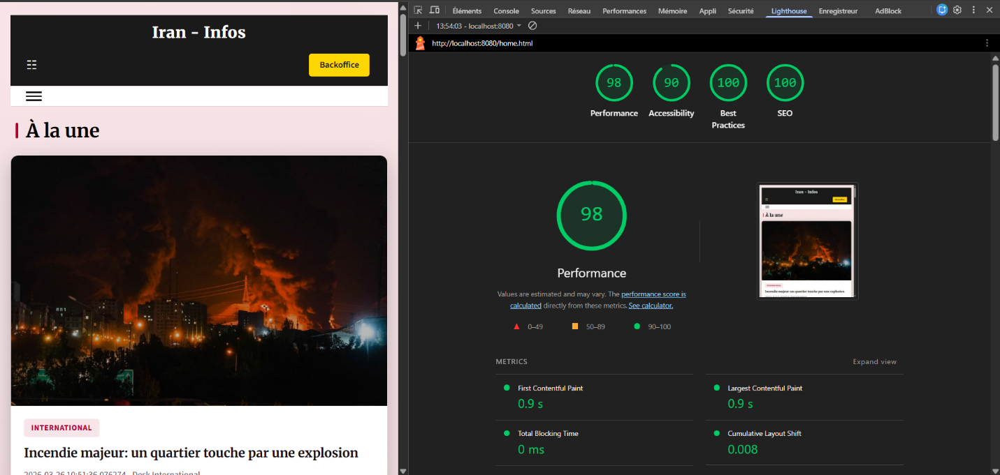 Iran - Infos
Backoffice
À la une
INTERNATIONAL
Incendie majeur: un quartier touche par une explosion
2026-03-26 10:51:36.076274 Desk International
Éléments Console Sources Réseau Performances Mémoire Appli Sécurité Lighthouse Enregistreur AdBlock
13:54:03 - localhost:8080
http://localhost:8080/home.html
98 90 100 100
Performance Accessibility Best Practices SEO
98
Performance
Values are estimated and may vary. The performance score is
calculated directly from these metrics. See calculator.
0–49 50–89 90–100
METRICS Expand view
First Contentful Paint Largest Contentful Paint
0.9 s 0.9 s
Total Blocking Time Cumulative Layout Shift
0 ms 0.008
Iran - Infos
À la une
Incendie majeur: un quartier touche par une explosion